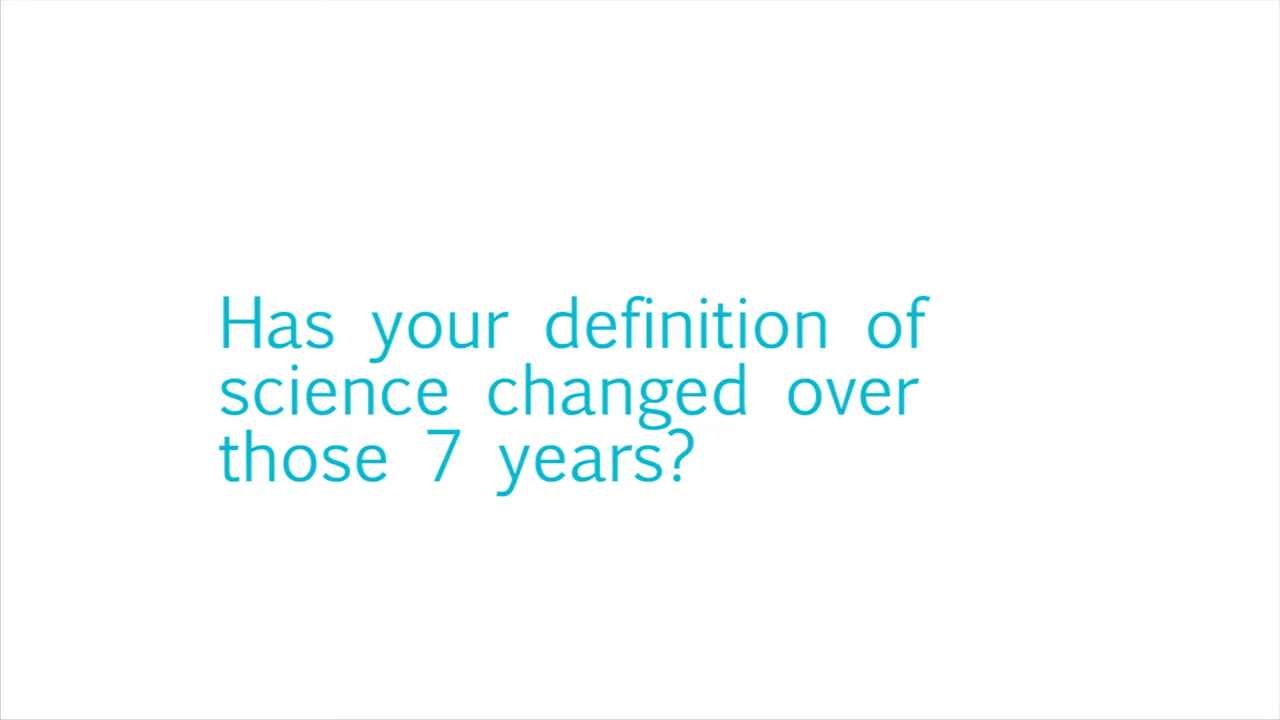 Has your definition of
science changed over
those 7 years?